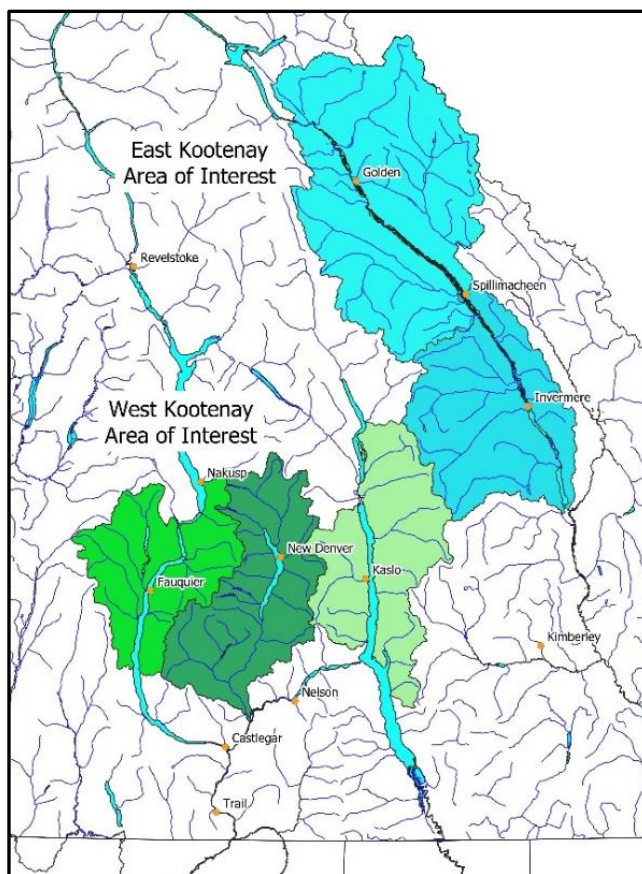 East Kootenay
Area of Interest
Golden
Revelstoke
Spillimacheen
West Kootenay
Area of Interest
Invermere
Nakusp
New Denver
Kaslo
Fauquier
Kimberley
Nelson
Castlegar
Trail